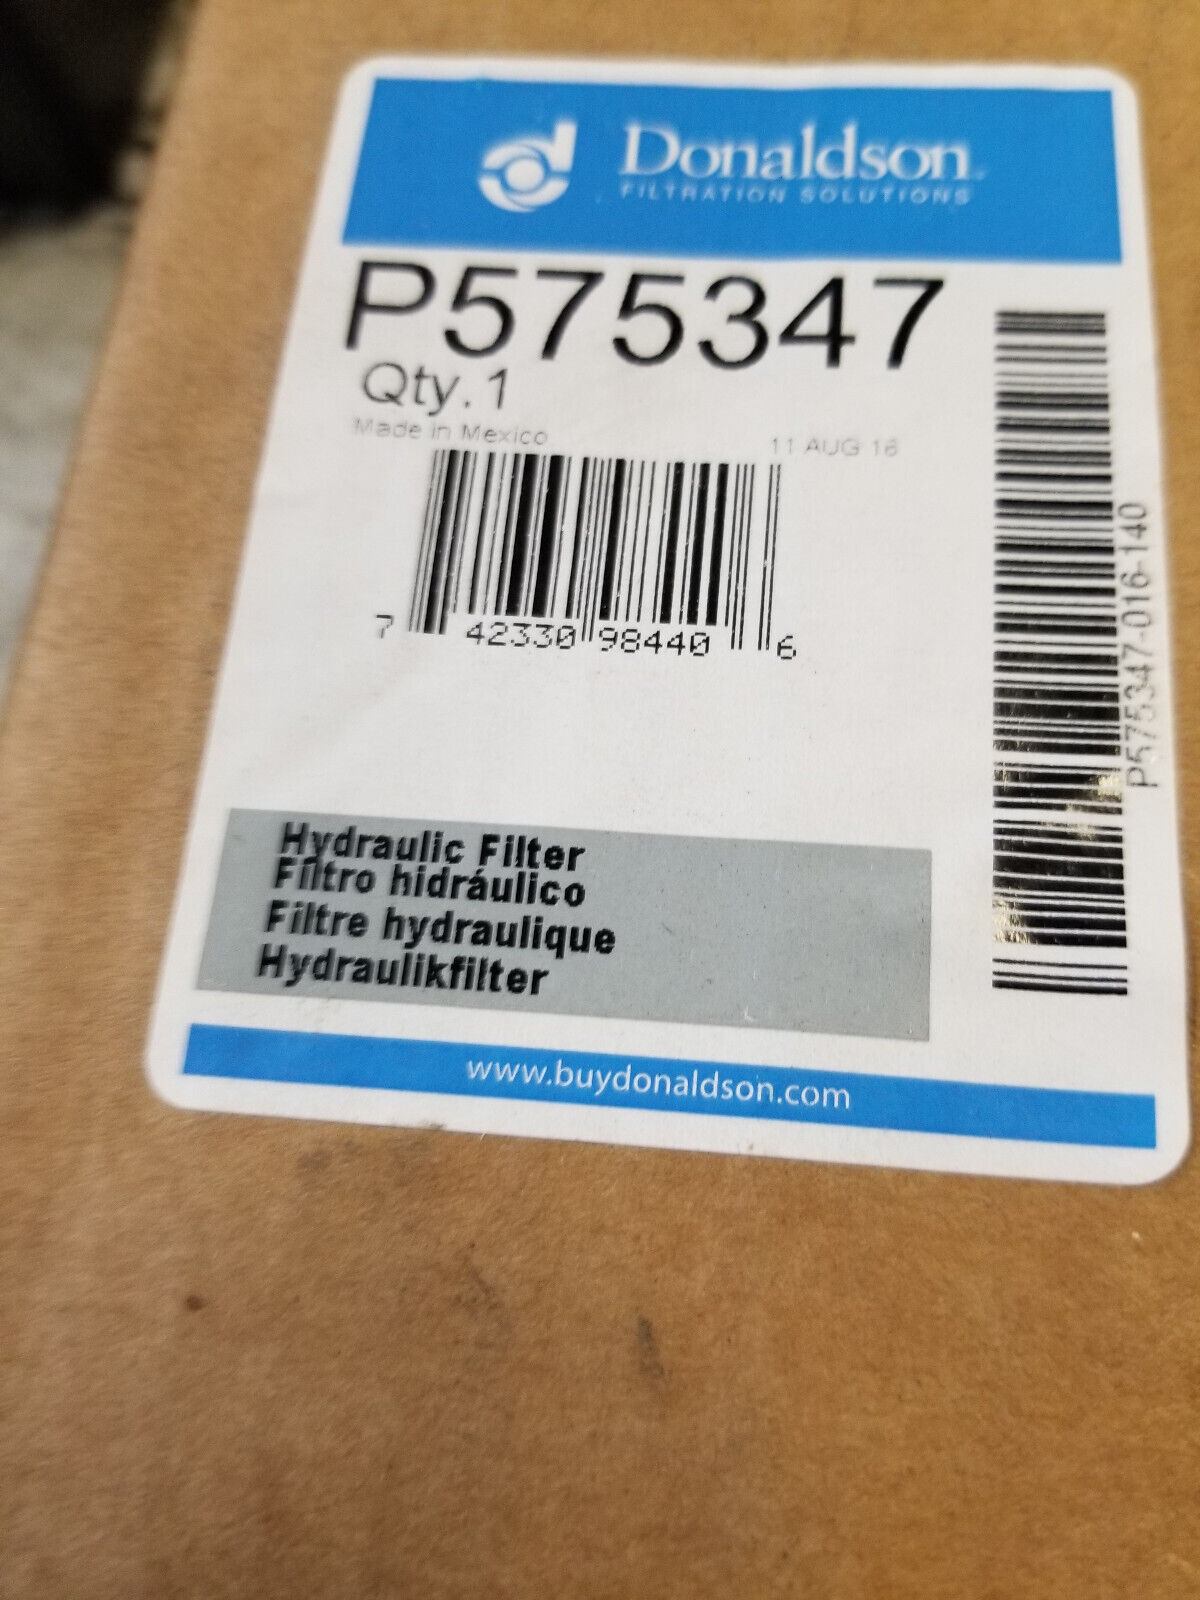 Donaldson
FILTRATION SOLUTIONS
P575347
Qty. 1
Made in Mexico
11 AUG 16
7 42330 98440 6
P575347-016-140
Hydraulic Filter
Filtro hidráulico
Filtre hydraulique
Hydraulikfilter
www.buydonaldson.com